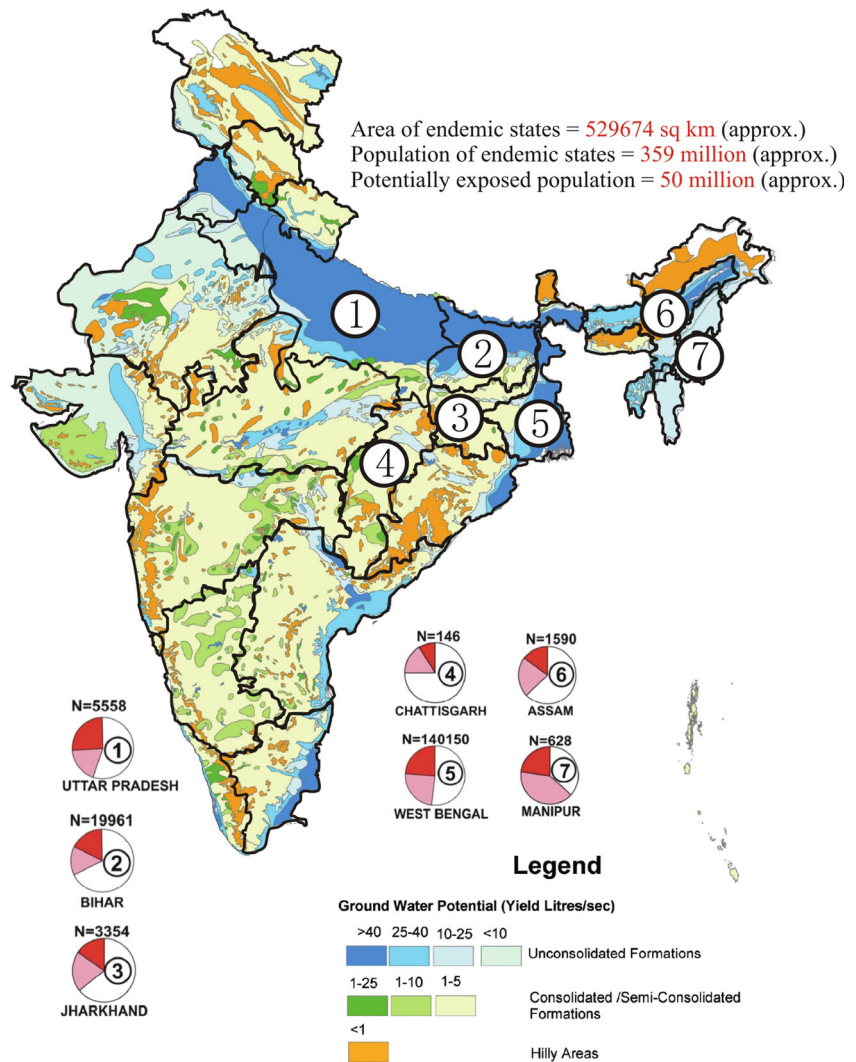 Area of endemic states = 529674 sq km (approx.)
Population of endemic states = 359 million (approx.)
Potentially exposed population = 50 million (approx.)
1
2
3
4
5
6
7
N=5558
1
UTTAR PRADESH
N=19961
2
BIHAR
N=3354
3
JHARKHAND
N=146
4
CHATTISGARH
N=140150
5
WEST BENGAL
N=1590
6
ASSAM
N=628
7
MANIPUR
Legend
Ground Water Potential (Yield Litres/sec)
>40 25-40 10-25 <10
Unconsolidated Formations
1-25 1-10 1-5
Consolidated /Semi-Consolidated
Formations
<1
Hilly Areas